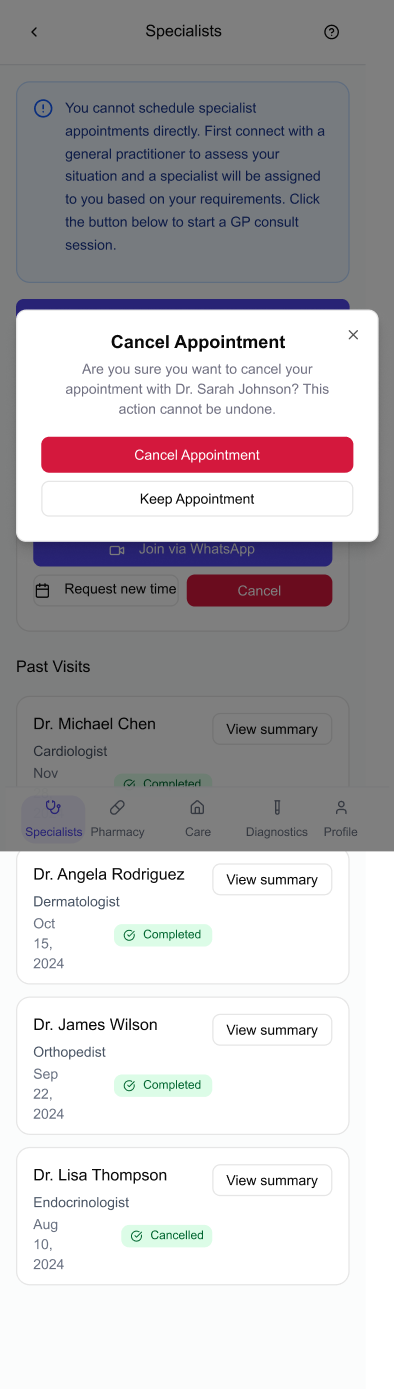 Specialists
You cannot schedule specialist
appointments directly. First connect with a
general practitioner to assess your
situation and a specialist will be assigned
to you based on your requirements. Click
the button below to start a GP consult
session.
Cancel Appointment
Are you sure you want to cancel your
appointment with Dr. Sarah Johnson? This
action cannot be undone.
Cancel Appointment
Keep Appointment
Join via WhatsApp
Request new time
Cancel
Past Visits
Dr. Michael Chen
View summary
Cardiologist
Nov
Completed
Specialists
Pharmacy
Care
Diagnostics
Profile
Dr. Angela Rodriguez
View summary
Dermatologist
Oct
15,
2024
Completed
Dr. James Wilson
View summary
Orthopedist
Sep
22,
2024
Completed
Dr. Lisa Thompson
View summary
Endocrinologist
Aug
10,
2024
Cancelled